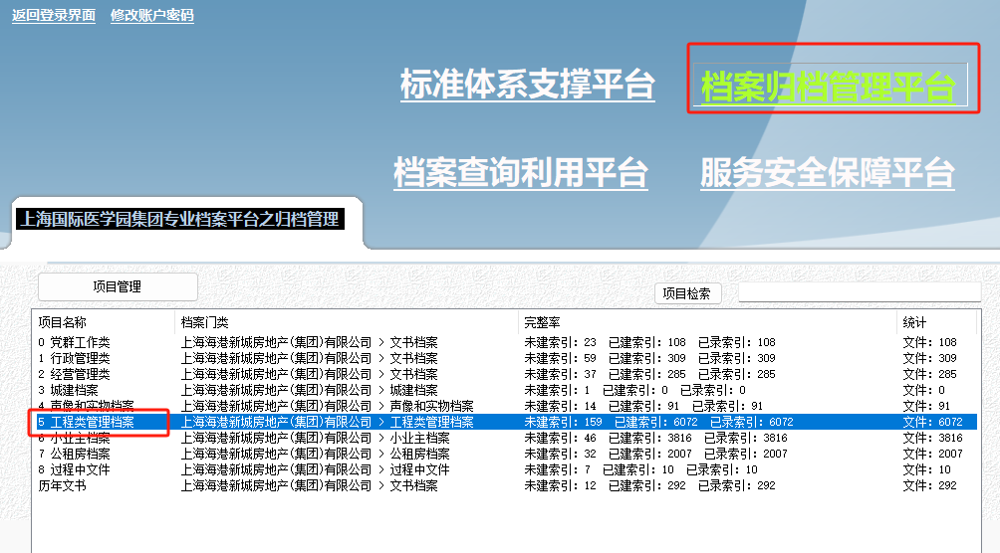 返回登录界面 修改账户密码
标准体系支撑平台 档案归档管理平台
档案查询利用平台 服务安全保障平台
上海国际医学园集团专业档案平台之归档管理
项目管理 项目检索
项目名称 档案门类 完整率 统计
0 党群工作类 上海海港新城房地产(集团)有限公司 > 文书档案 未建索引: 23 已建索引: 108 已录索引: 108 文件: 108
1 行政管理类 上海海港新城房地产(集团)有限公司 > 文书档案 未建索引: 59 已建索引: 309 已录索引: 309 文件: 309
2 经营管理类 上海海港新城房地产(集团)有限公司 > 文书档案 未建索引: 37 已建索引: 285 已录索引: 285 文件: 285
3 城建档案 上海海港新城房地产(集团)有限公司 > 城建档案 未建索引: 1 已建索引: 0 已录索引: 0 文件: 0
4 声像和实物档案 上海海港新城房地产(集团)有限公司 > 声像和实物档案 未建索引: 14 已建索引: 91 已录索引: 91 文件: 91
5 工程类管理档案 上海海港新城房地产(集团)有限公司 > 工程类管理档案 未建索引: 159 已建索引: 6072 已录索引: 6072 文件: 6072
6 小业主档案 上海海港新城房地产(集团)有限公司 > 小业主档案 未建索引: 46 已建索引: 3816 已录索引: 3816 文件: 3816
7 公租房档案 上海海港新城房地产(集团)有限公司 > 公租房档案 未建索引: 32 已建索引: 2007 已录索引: 2007 文件: 2007
8 过程中文件 上海海港新城房地产(集团)有限公司 > 过程中文件 未建索引: 7 已建索引: 10 已录索引: 10 文件: 10
历年文书 上海海港新城房地产(集团)有限公司 > 文书档案 未建索引: 12 已建索引: 292 已录索引: 292 文件: 292